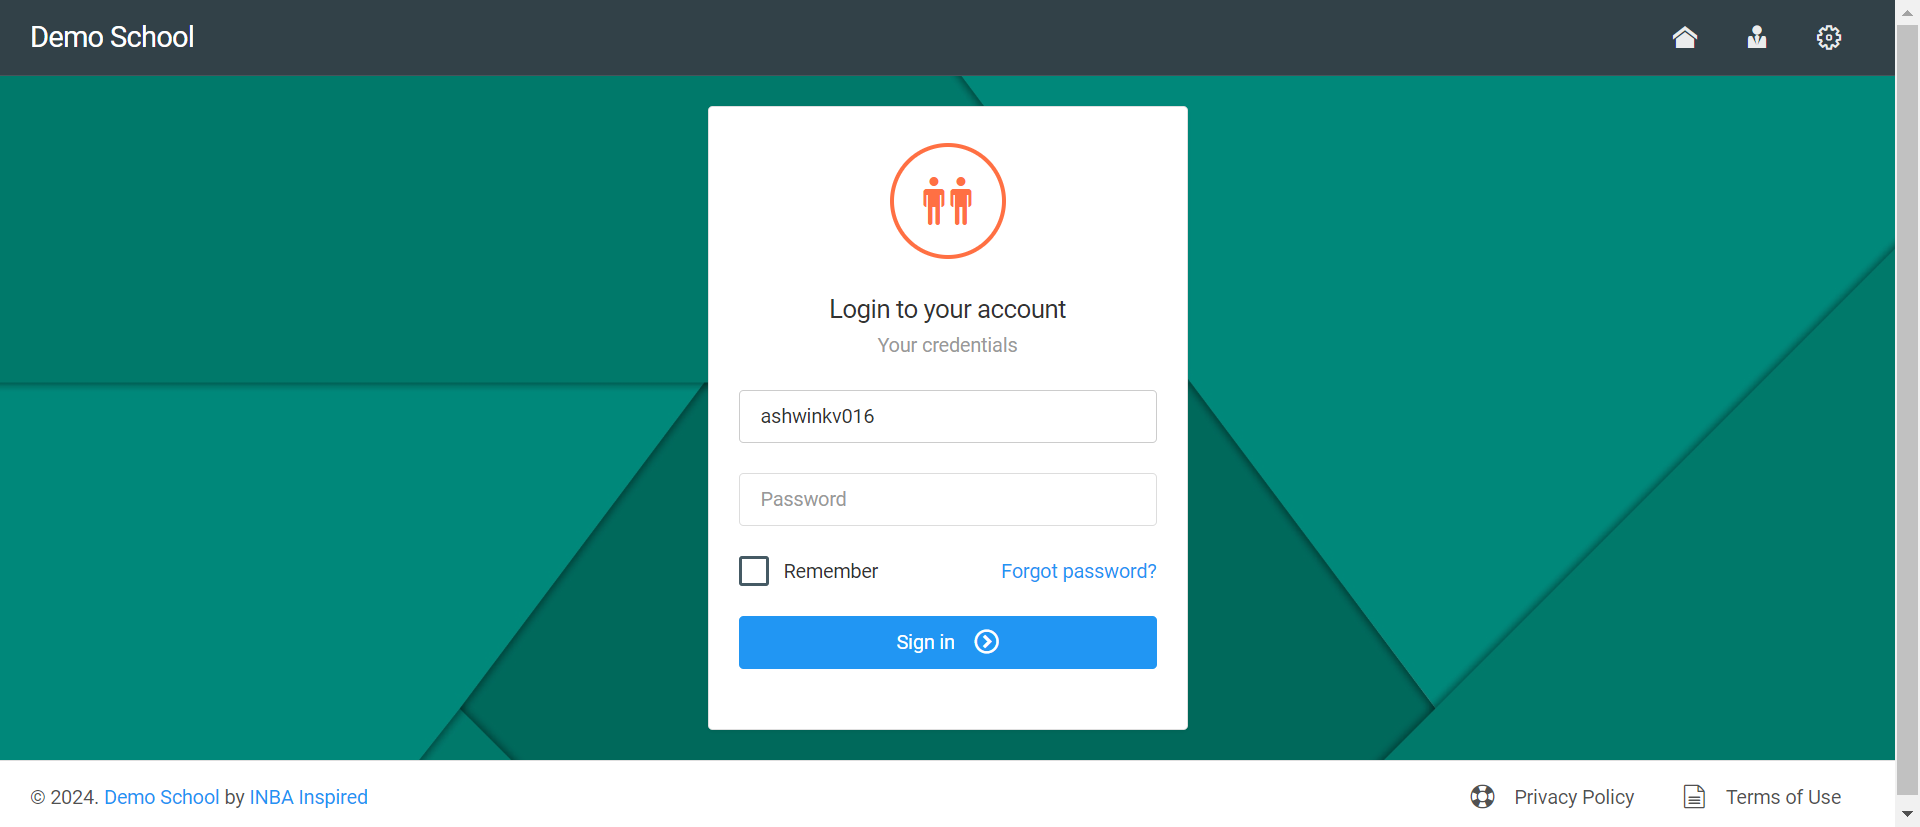 Demo School
Login to your account
Your credentials
ashwinkv016
Password
Remember Forgot password?
Sign in
© 2024. Demo School by INBA Inspired Privacy Policy Terms of Use